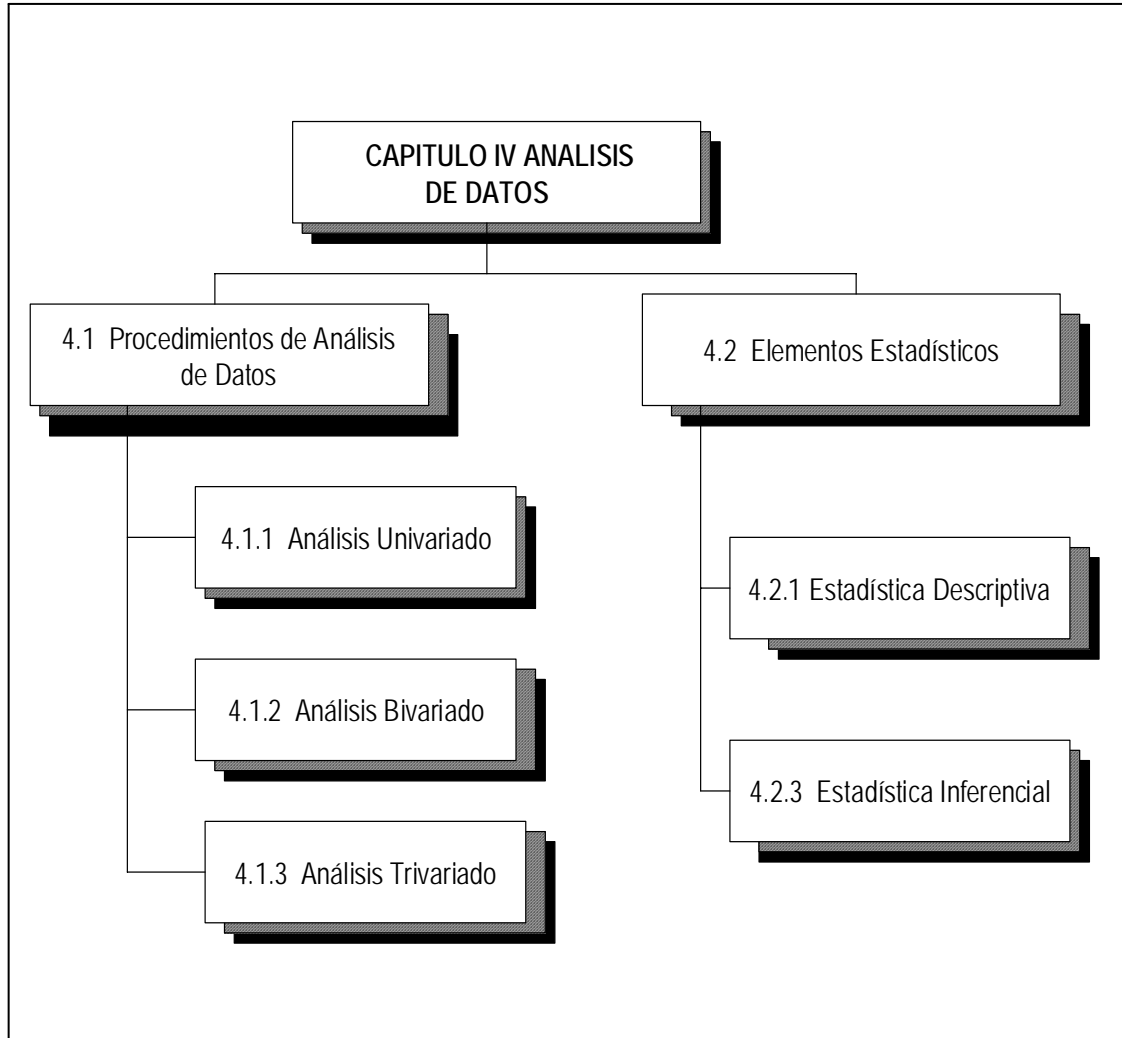 CAPITULO IV ANALISIS
DE DATOS
4.1 Procedimientos de Análisis
de Datos
4.1.1 Análisis Univariado
4.1.2 Análisis Bivariado
4.1.3 Análisis Trivariado
4.2 Elementos Estadísticos
4.2.1 Estadística Descriptiva
4.2.3 Estadística Inferencial